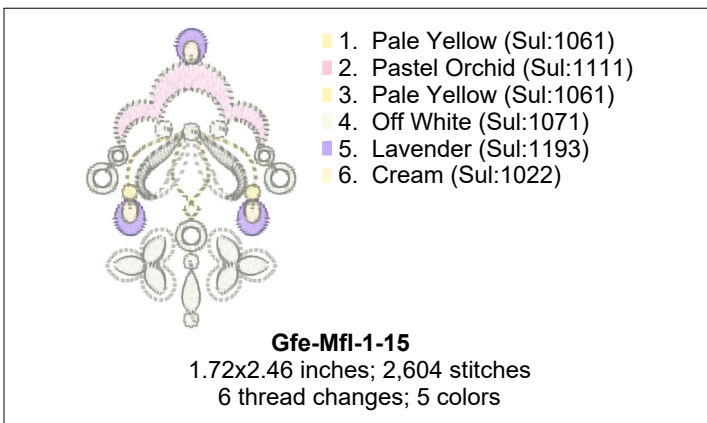 1. Pale Yellow (Sul:1061)
2. Pastel Orchid (Sul:1111)
3. Pale Yellow (Sul:1061)
4. Off White (Sul:1071)
5. Lavender (Sul:1193)
6. Cream (Sul:1022)
Gfe-Mfl-1-15
1.72x2.46 inches; 2,604 stitches
6 thread changes; 5 colors